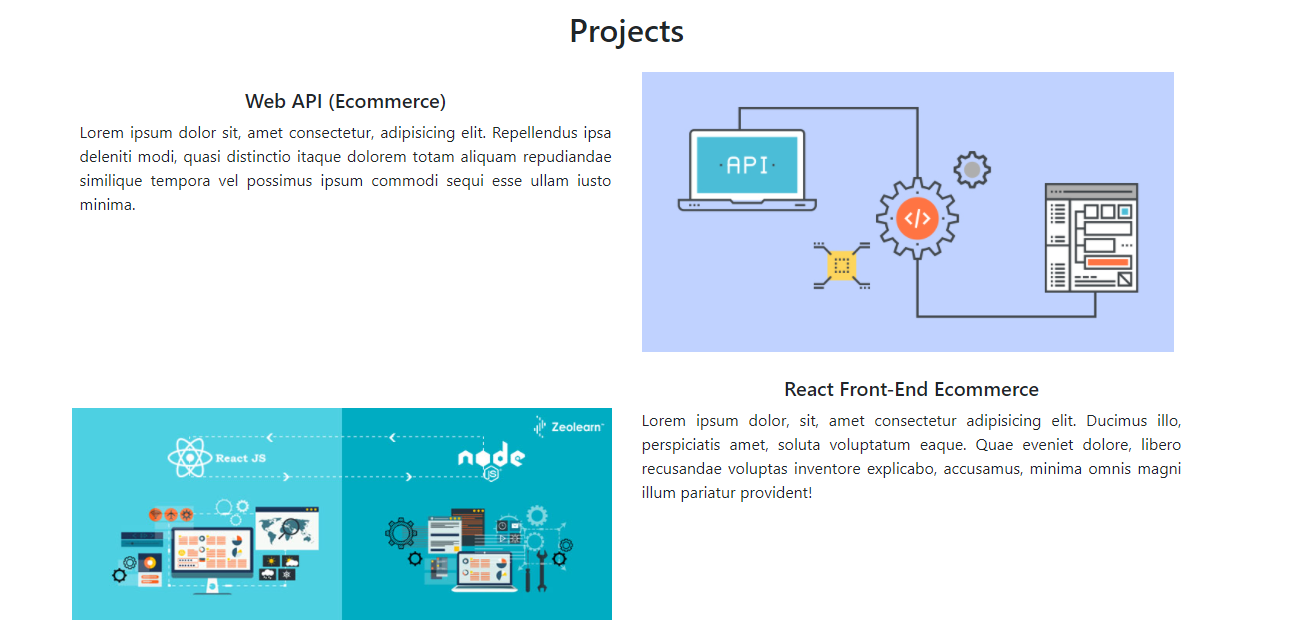 Projects
Web API (Ecommerce)
Lorem ipsum dolor sit, amet consectetur, adipisicing elit. Repellendus ipsa
deleniti modi, quasi distinctio itaque dolorem totam aliquam repudiandae
similique tempora vel possimus ipsum commodi sequi esse ullam iusto
minima.
·API·
</>
React Front-End Ecommerce
Lorem ipsum dolor, sit, amet consectetur adipisicing elit. Ducimus illo,
perspiciatis amet, soluta voluptatum eaque. Quae eveniet dolore, libero
recusandae voluptas inventore explicabo, accusamus, minima omnis magni
illum pariatur provident!
Zeolearn
React JS
node
JS